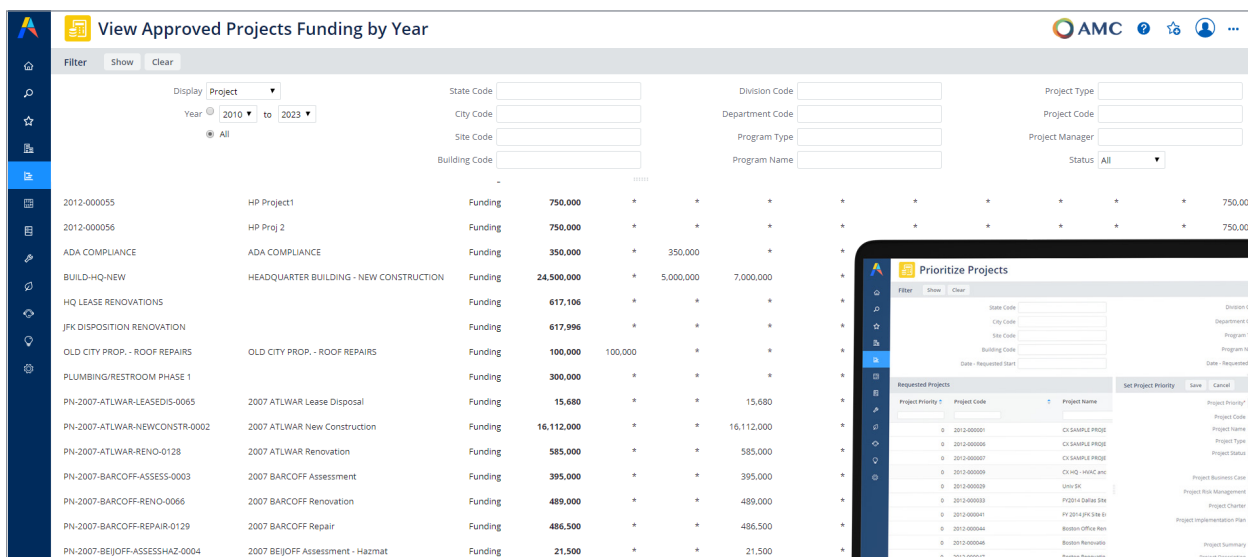 View Approved Projects Funding by Year
AMC
Filter Show Clear
Display Project State Code Division Code Project Type
Year 2010 to 2023 City Code Department Code Project Code
All Site Code Program Type Project Manager
Building Code Program Name Status All
2012-000055 HP Project1 Funding 750,000 * * * * * * * * * 750,00
2012-000056 HP Proj 2 Funding 750,000 * * * * * * * * * 750,00
ADA COMPLIANCE ADA COMPLIANCE Funding 350,000 * 350,000 * *
BUILD-HQ-NEW HEADQUARTER BUILDING - NEW CONSTRUCTION Funding 24,500,000 * 5,000,000 7,000,000 *
HQ LEASE RENOVATIONS Funding 617,106 * * * *
JFK DISPOSITION RENOVATION Funding 617,996 * * * *
OLD CITY PROP. - ROOF REPAIRS OLD CITY PROP. - ROOF REPAIRS Funding 100,000 100,000 * * *
PLUMBING/RESTROOM PHASE 1 Funding 300,000 * * * *
PN-2007-ATLWAR-LEASEDIS-0065 2007 ATLWAR Lease Disposal Funding 15,680 * * 15,680 *
PN-2007-ATLWAR-NEWCONSTR-0002 2007 ATLWAR New Construction Funding 16,112,000 * * 16,112,000 *
PN-2007-ATLWAR-RENO-0128 2007 ATLWAR Renovation Funding 585,000 * * 585,000 *
PN-2007-BARCOFF-ASSESS-0003 2007 BARCOFF Assessment Funding 395,000 * * 395,000 *
PN-2007-BARCOFF-RENO-0066 2007 BARCOFF Renovation Funding 489,000 * * 489,000 *
PN-2007-BARCOFF-REPAIR-0129 2007 BARCOFF Repair Funding 486,500 * * 486,500 *
PN-2007-BEIJOFF-ASSESSHAZ-0004 2007 BEIJOFF Assessment - Hazmat Funding 21,500 * * 21,500 *
Prioritize Projects
Filter Show Clear
State Code Division
City Code Department
Site Code Program
Building Code Program
Date - Requested Start Date - Requested
Requested Projects Set Project Priority Save Cancel
Project Priority Project Code Project Name Project Priority*
Project Code
0 2012-000001 CX SAMPLE PROJE Project Name
0 2012-000006 CX SAMPLE PROJE Project Type
0 2012-000007 CX SAMPLE PROJE Project Status
0 2012-000009 CX HQ - HVAC anc
0 2012-000029 Univ SK Project Business Case
0 2012-000033 FY2014 Dallas Site Project Risk Management
0 2012-000041 FY 2014 JFK Site Project Charter
0 2012-000044 Boston Office Ren Project Implementation Plan
0 2012-000046 Boston Renovatio Project Summary